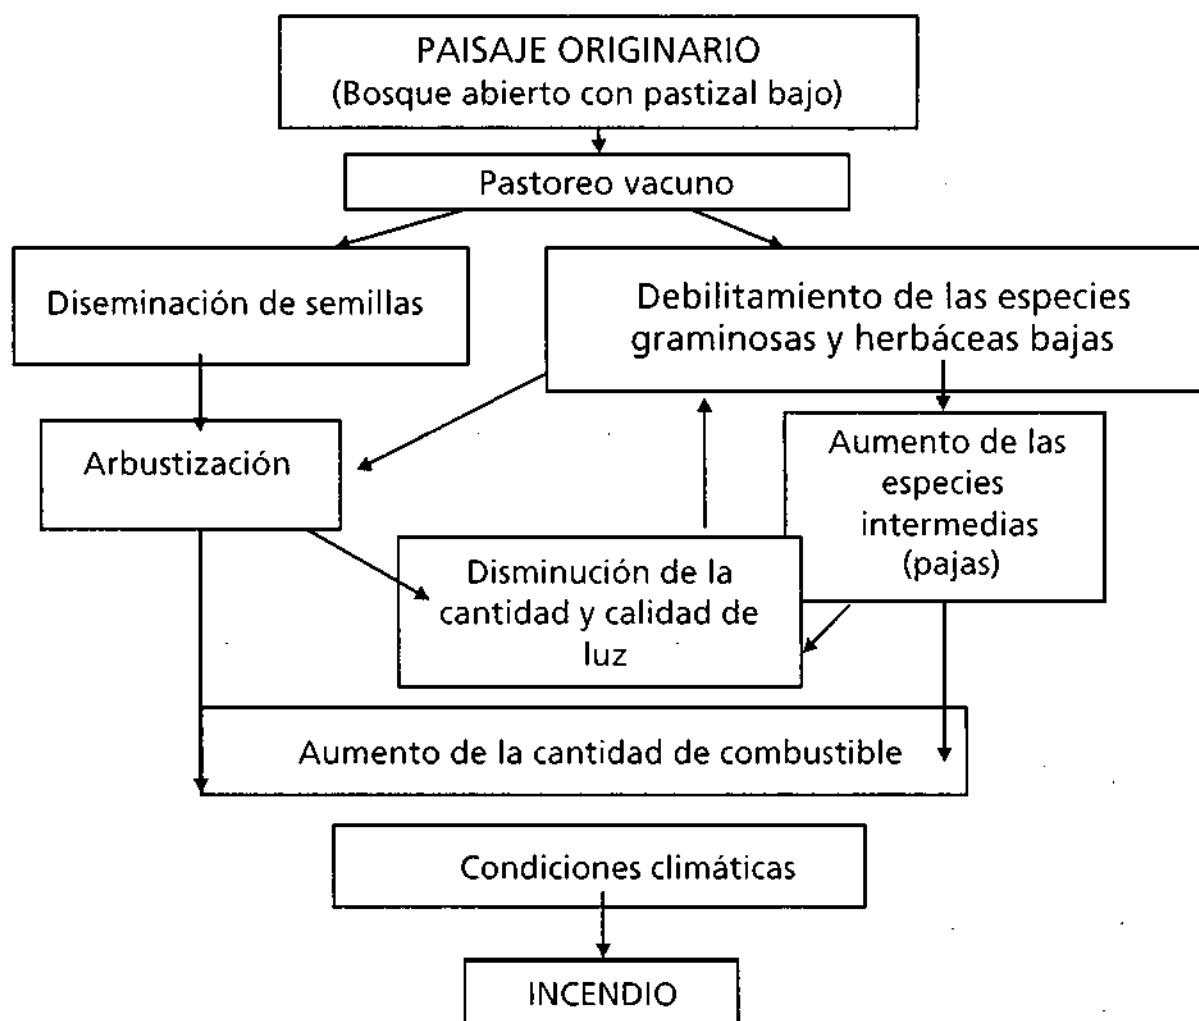 PAISAJE ORIGINARIO
(Bosque abierto con pastizal bajo)
Pastoreo vacuno
Diseminación de semillas
Debilitamiento de las especies
graminosas y herbáceas bajas
Arbustización
Aumento de las
especies
intermedias
(pajas)
Disminución de la
cantidad y calidad de
luz
Aumento de la cantidad de combustible
Condiciones climáticas
INCENDIO